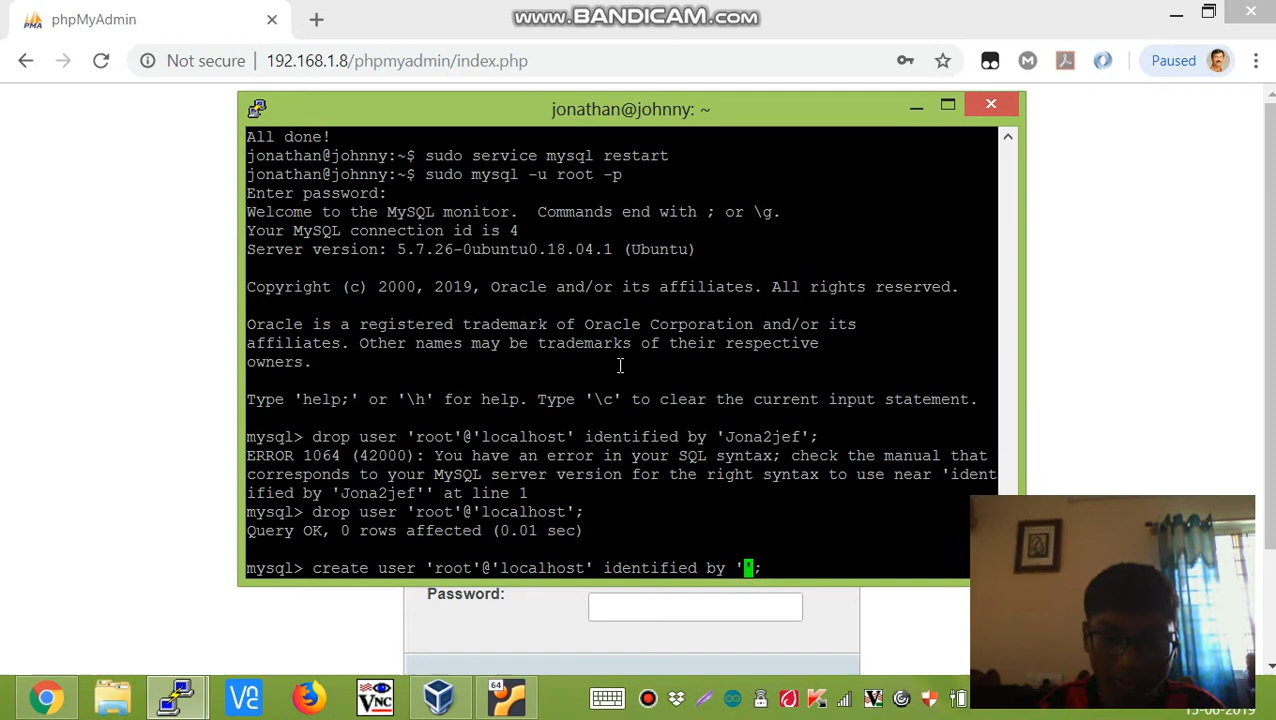 phpMyAdmin
www.BANDICAM.com
Not secure
192.168.1.8/phpmyadmin/index.php
Paused
jonathan@johnny: ~
All done!
jonathan@johnny:~$ sudo service mysql restart
jonathan@johnny:~$ sudo mysql -u root -p
Enter password:
Welcome to the MySQL monitor.  Commands end with ; or \g.
Your MySQL connection id is 4
Server version: 5.7.26-0ubuntu0.18.04.1 (Ubuntu)
Copyright (c) 2000, 2019, Oracle and/or its affiliates. All rights reserved.
Oracle is a registered trademark of Oracle Corporation and/or its
affiliates. Other names may be trademarks of their respective
owners.
Type 'help;' or '\h' for help. Type '\c' to clear the current input statement.
mysql> drop user 'root'@'localhost' identified by 'Jona2jef';
ERROR 1064 (42000): You have an error in your SQL syntax; check the manual that
corresponds to your MySQL server version for the right syntax to use near 'ident
ified by 'Jona2jef'' at line 1
mysql> drop user 'root'@'localhost';
Query OK, 0 rows affected (0.01 sec)
mysql> create user 'root'@'localhost' identified by '';
Password:
VNC
64
15-06-2019